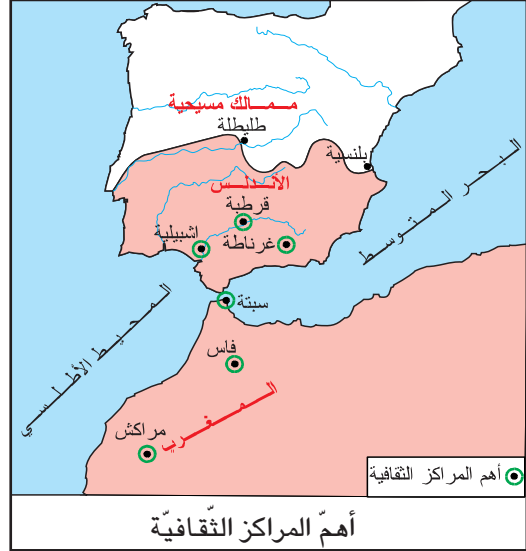 ممالك مسيحية
طليطلة
بلنسية
البحر المتوسط
الأندلس
قرطبة
اشبيلية
غرناطة
سبتة
المحيط الأطلسي
فاس
المغرب
مراكش
أهم المراكز الثقافية
أهمّ المراكز الثّقافيّة